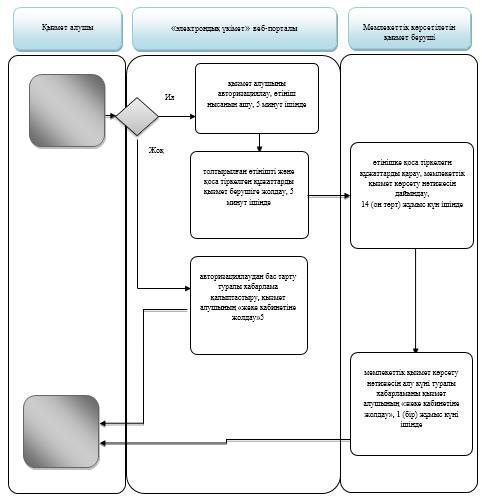 Қызмет алушы
«электрондық үкімет» веб-порталы
Мемлекеттік көрсетілетін
қызмет беруші
Ия
Жоқ
қызмет алушыны
авторизациялау, өтініш
нысанын ашу, 5 минут ішінде
толтырылған өтінішті және
қоса тіркелген құжаттарды
қызмет берушіге жолдау, 5
минут ішінде
өтінішке қоса тіркелегн
құжаттарды қарау, мемлекеттік
қызмет көрсету нәтижесін
дайындау,
14 (он төрт) жұмыс күн ішінде
авторизациялаудан бас тарту
туралы хабарлама
қалыптастыру, қызмет
алушының «жеке кабинетіне
жолдау»5
мемлекеттік қызмет көрсету
нәтижесін алу күні туралы
хабарламаны қызмет
алушының «жеке кабинетіне
жолдау», 1 (бір) жұмыс күні
ішінде